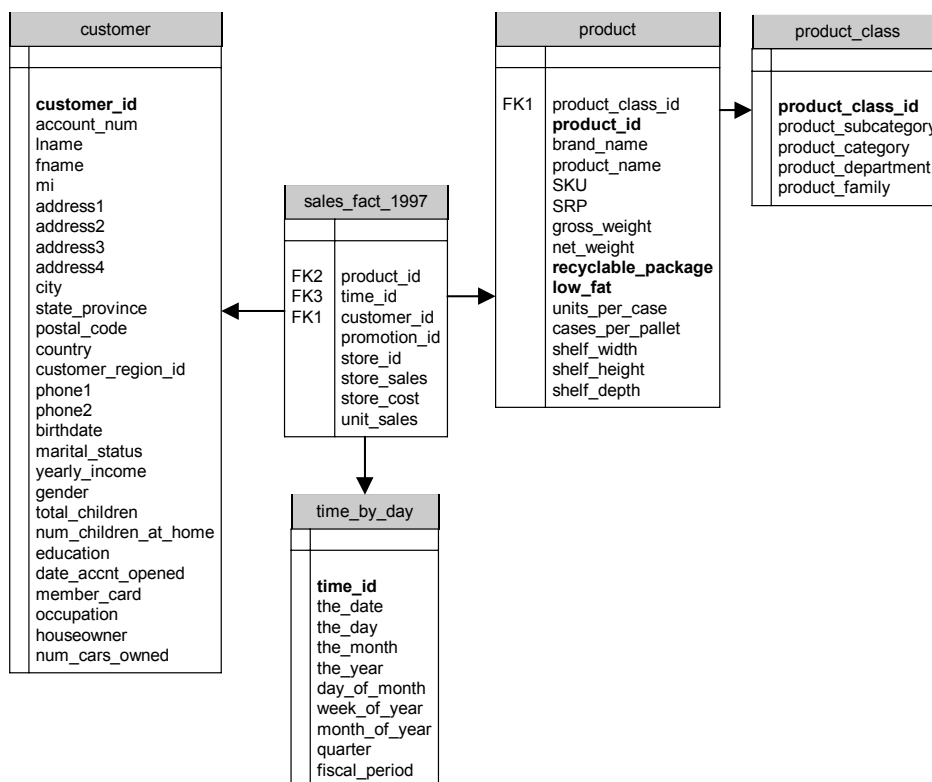 customer
customer_id
account_num
lname
fname
mi
address1
address2
address3
address4
city
state_province
postal_code
country
customer_region_id
phone1
phone2
birthdate
marital_status
yearly_income
gender
total_children
num_children_at_home
education
date_accnt_opened
member_card
occupation
houseowner
num_cars_owned
sales_fact_1997
FK2 product_id
FK3 time_id
FK1 customer_id
promotion_id
store_id
store_sales
store_cost
unit_sales
time_by_day
time_id
the_date
the_day
the_month
the_year
day_of_month
week_of_year
month_of_year
quarter
fiscal_period
product
FK1 product_class_id
product_id
brand_name
product_name
SKU
SRP
gross_weight
net_weight
recyclable_package
low_fat
units_per_case
cases_per_pallet
shelf_width
shelf_height
shelf_depth
product_class
product_class_id
product_subcategory
product_category
product_department
product_family